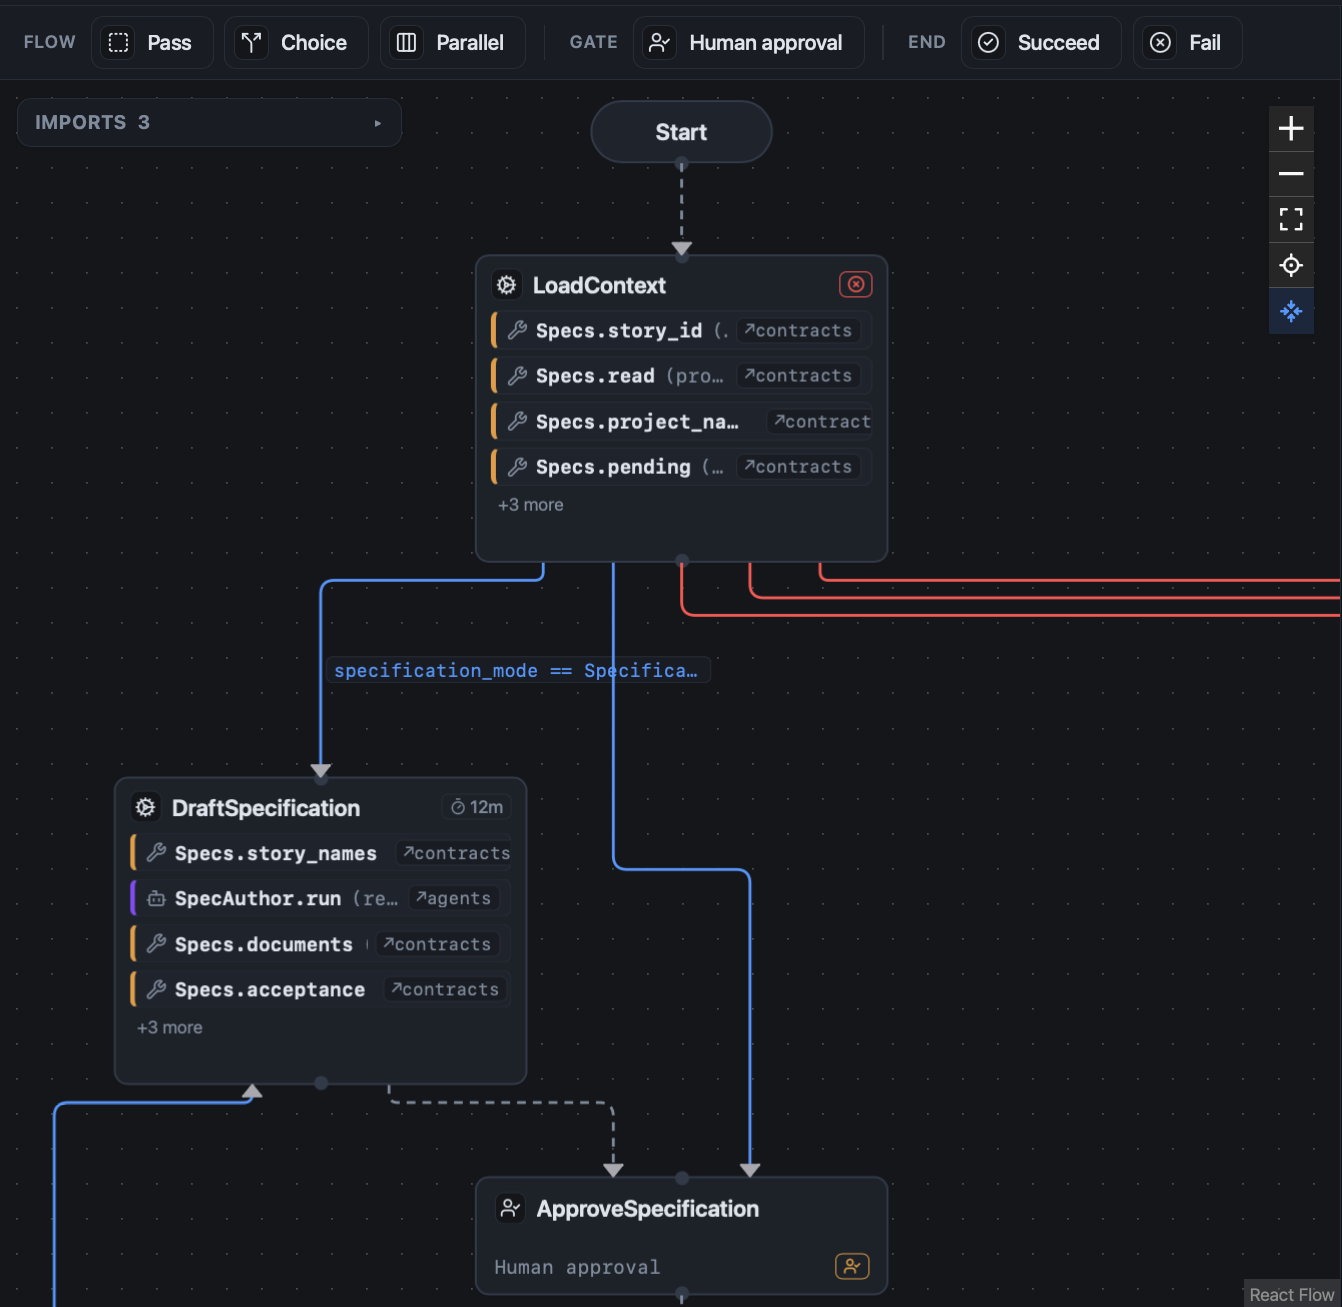 FLOW Pass Choice Parallel GATE Human approval END Succeed Fail
IMPORTS 3
Start
LoadContext
Specs.story_id (. ↗contracts
Specs.read (pro… ↗contracts
Specs.project_na… ↗contract
Specs.pending (… ↗contracts
+3 more
specification_mode == Specifica…
DraftSpecification 12m
Specs.story_names ↗contracts
SpecAuthor.run (re… ↗agents
Specs.documents ( ↗contracts
Specs.acceptance ↗contracts
+3 more
ApproveSpecification
Human approval
React Flow